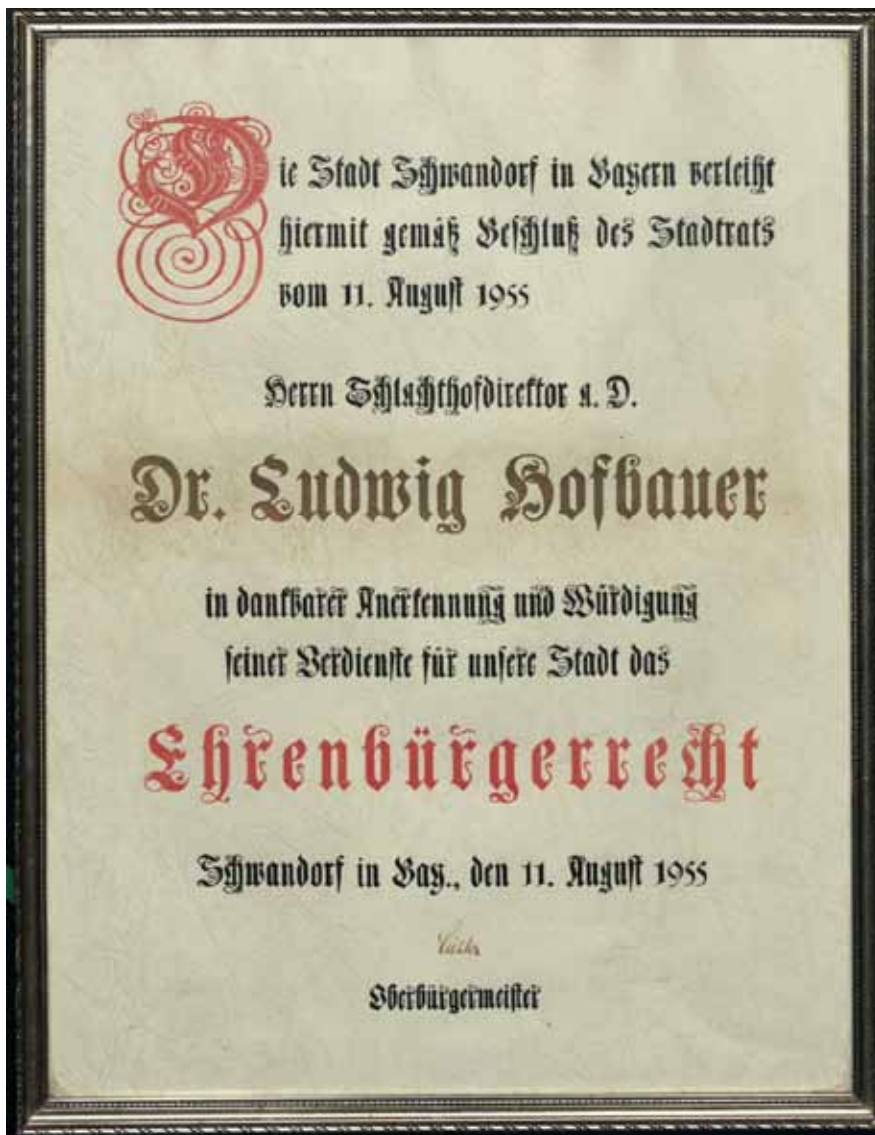 Die Stadt Schwandorf in Bayern verleiht
hiermit gemäß Beschluß des Stadtrats
vom 11. August 1955
Herrn Schlachthofdirektor a. D.
Dr. Ludwig Hofbauer
in dankbarer Anerkennung und Würdigung
seiner Verdienste für unsere Stadt das
Ehrenbürgerrecht
Schwandorf in Bay., den 11. August 1955
Oberbürgermeister